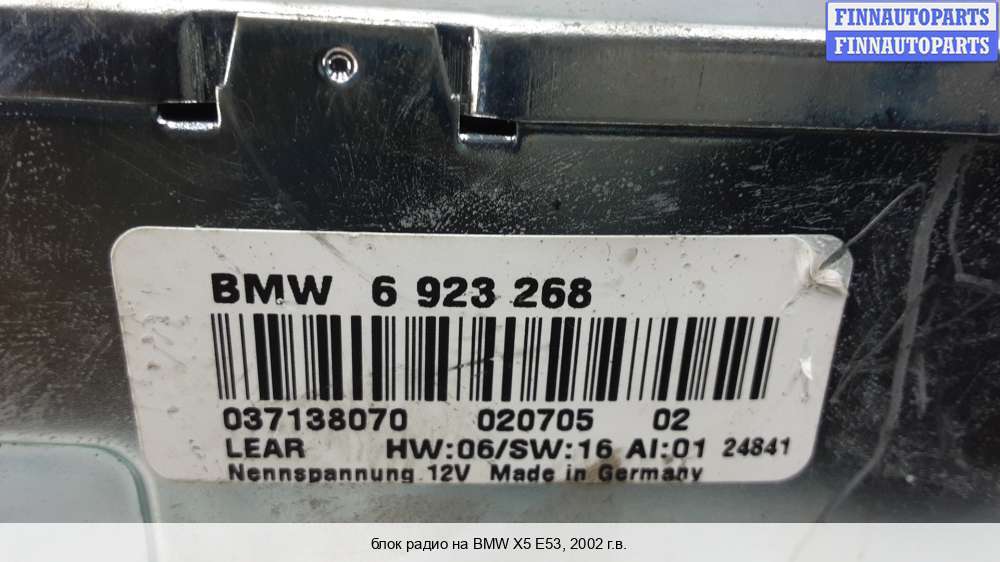 FINNAUTOPARTS
FINNAUTOPARTS
BMW 6 923 268
037138070 020705 02
LEAR HW:06/SW:16 AI:01 24841
Nennspannung 12V Made in Germany
блок радио на BMW X5 E53, 2002 г.в.